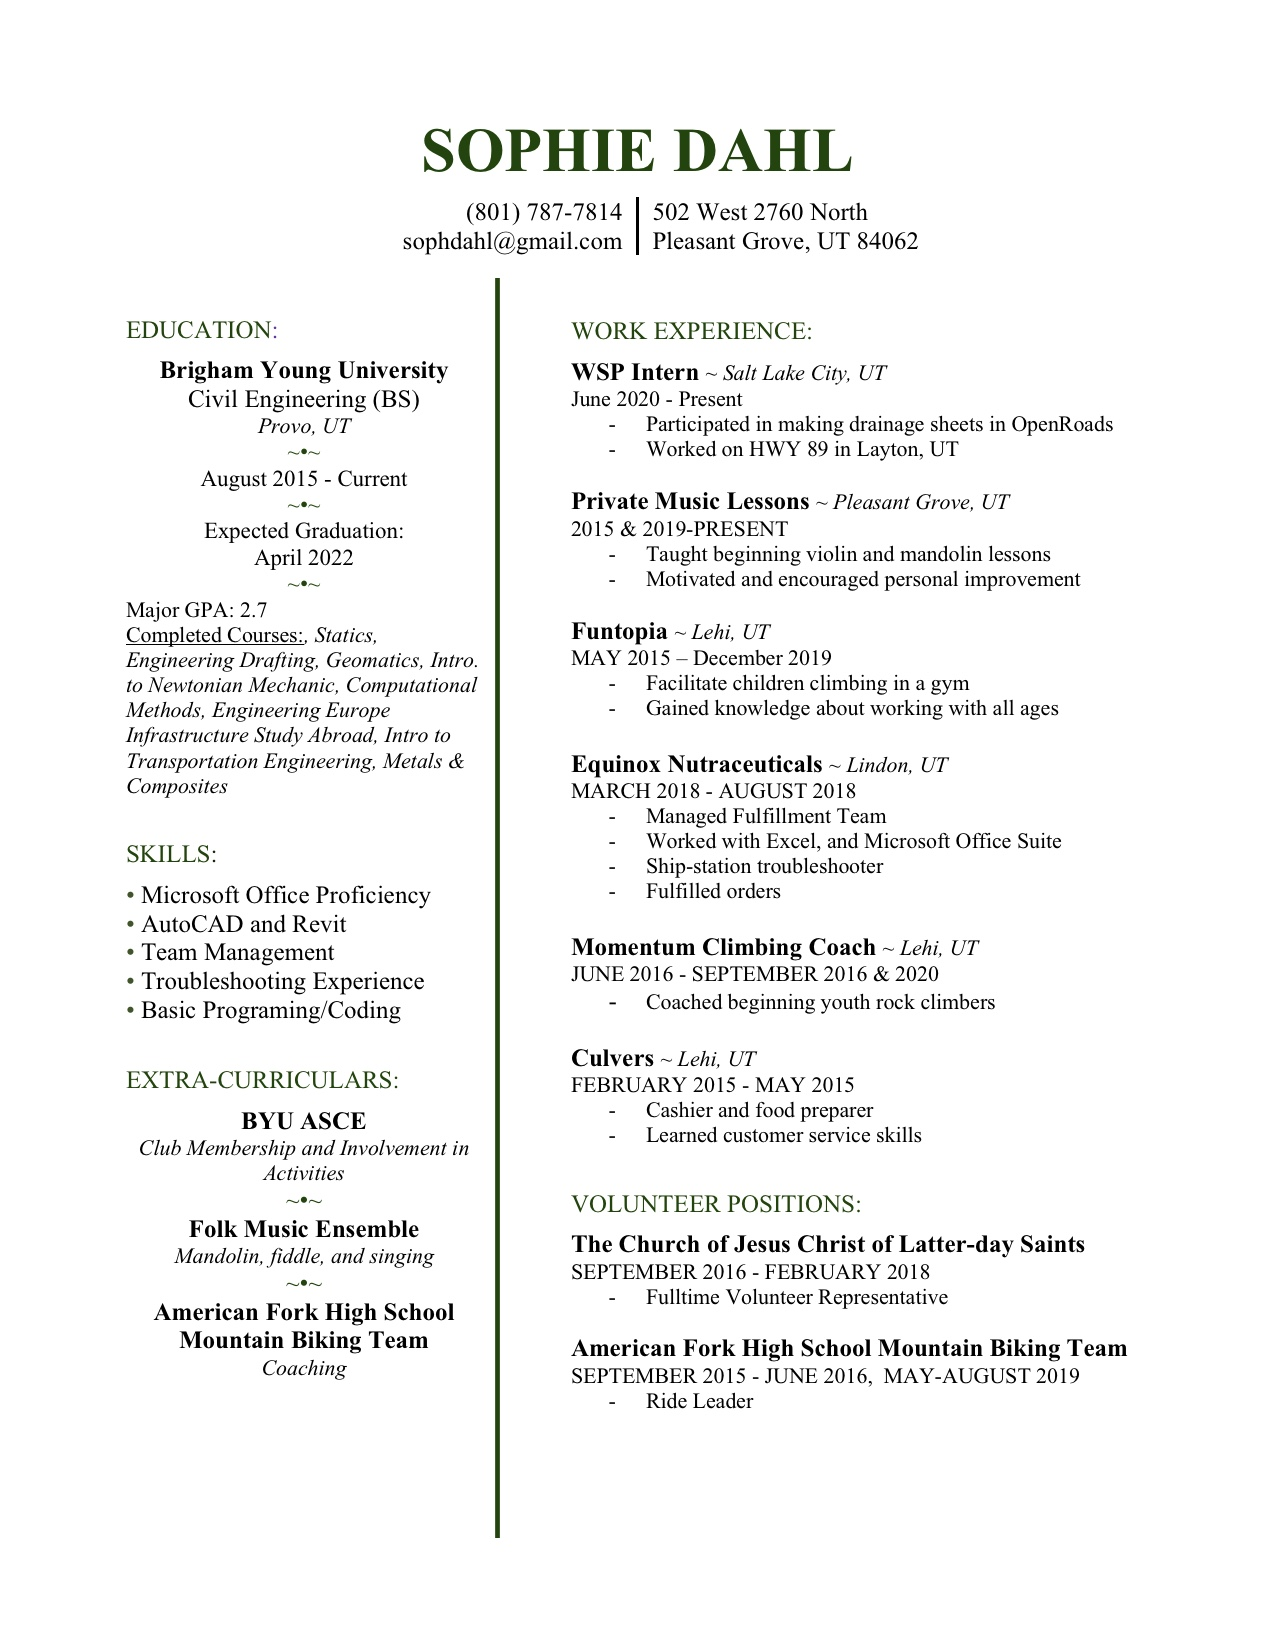 SOPHIE DAHL
(801) 787-7814
sophdahl@gmail.com
502 West 2760 North
Pleasant Grove, UT 84062
EDUCATION:
Brigham Young University
Civil Engineering (BS)
Provo, UT
~•~
August 2015 - Current
~•~
Expected Graduation:
April 2022
~•~
Major GPA: 2.7
Completed Courses:, Statics,
Engineering Drafting, Geomatics, Intro.
to Newtonian Mechanic, Computational
Methods, Engineering Europe
Infrastructure Study Abroad, Intro to
Transportation Engineering, Metals &
Composites
SKILLS:
• Microsoft Office Proficiency
• AutoCAD and Revit
• Team Management
• Troubleshooting Experience
• Basic Programing/Coding
EXTRA-CURRICULARS:
BYU ASCE
Club Membership and Involvement in
Activities
~•~
Folk Music Ensemble
Mandolin, fiddle, and singing
~•~
American Fork High School
Mountain Biking Team
Coaching
WORK EXPERIENCE:
WSP Intern ~ Salt Lake City, UT
June 2020 - Present
- Participated in making drainage sheets in OpenRoads
- Worked on HWY 89 in Layton, UT
Private Music Lessons ~ Pleasant Grove, UT
2015 & 2019-PRESENT
- Taught beginning violin and mandolin lessons
- Motivated and encouraged personal improvement
Funtopia ~ Lehi, UT
MAY 2015 – December 2019
- Facilitate children climbing in a gym
- Gained knowledge about working with all ages
Equinox Nutraceuticals ~ Lindon, UT
MARCH 2018 - AUGUST 2018
- Managed Fulfillment Team
- Worked with Excel, and Microsoft Office Suite
- Ship-station troubleshooter
- Fulfilled orders
Momentum Climbing Coach ~ Lehi, UT
JUNE 2016 - SEPTEMBER 2016 & 2020
- Coached beginning youth rock climbers
Culvers ~ Lehi, UT
FEBRUARY 2015 - MAY 2015
- Cashier and food preparer
- Learned customer service skills
VOLUNTEER POSITIONS:
The Church of Jesus Christ of Latter-day Saints
SEPTEMBER 2016 - FEBRUARY 2018
- Fulltime Volunteer Representative
American Fork High School Mountain Biking Team
SEPTEMBER 2015 - JUNE 2016, MAY-AUGUST 2019
- Ride Leader